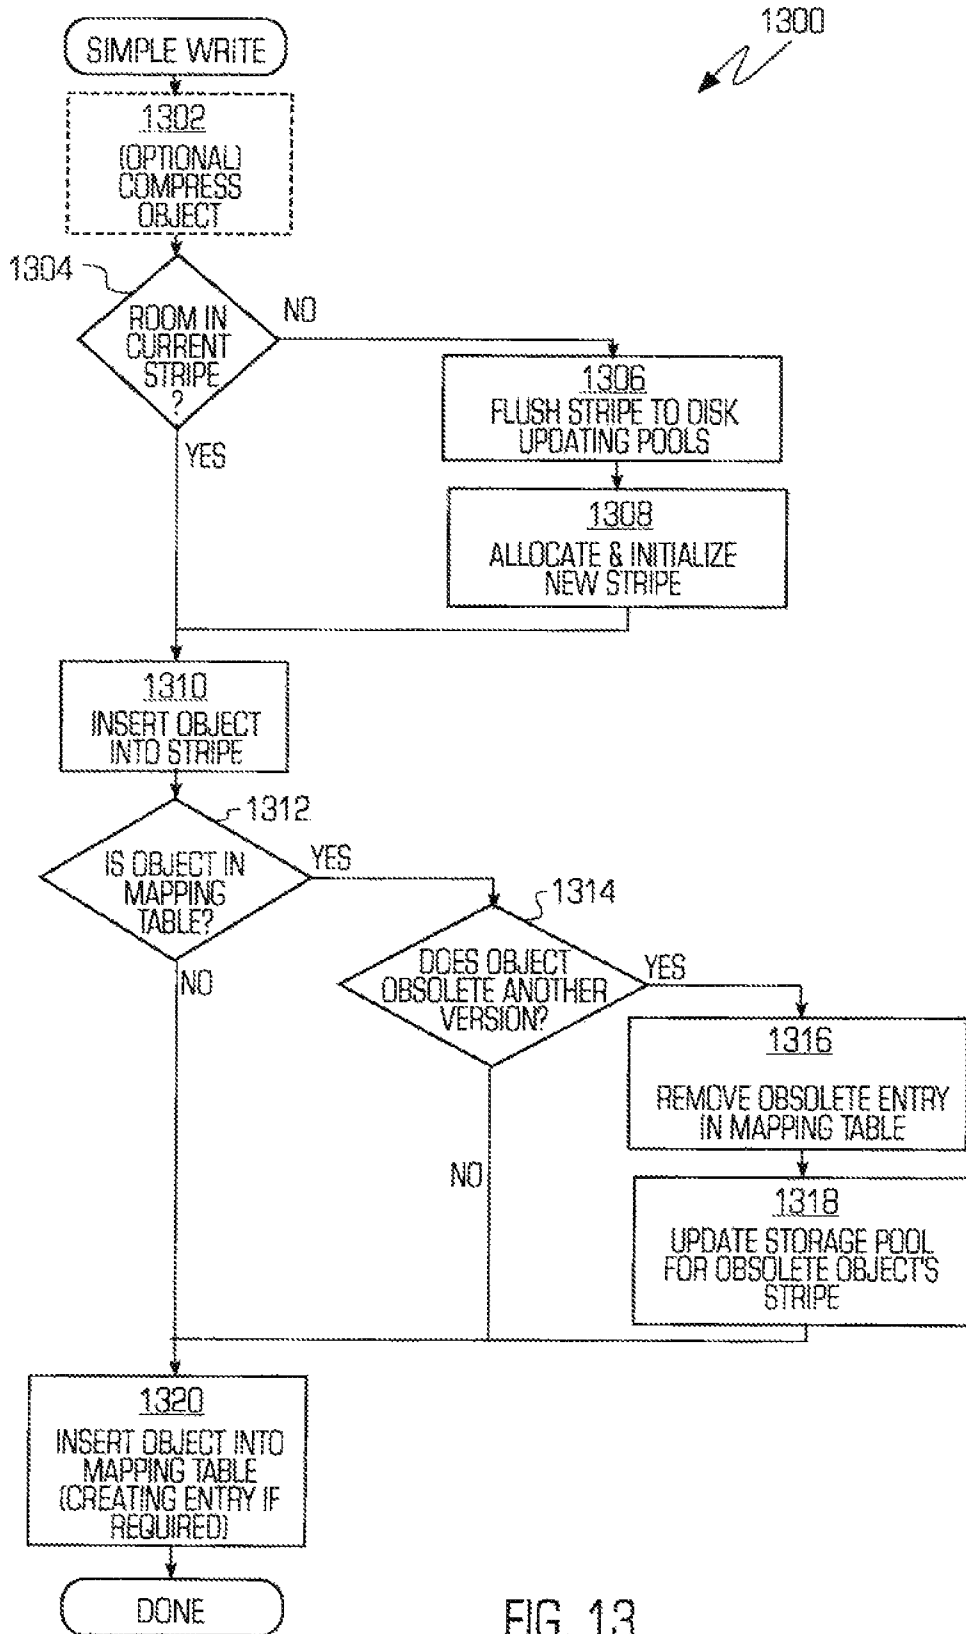 1300
SIMPLE WRITE
1302
(OPTIONAL)
COMPRESS
OBJECT
1304
ROOM IN
CURRENT
STRIPE
?
NO
YES
1306
FLUSH STRIPE TO DISK
UPDATING POOLS
1308
ALLOCATE & INITIALIZE
NEW STRIPE
1310
INSERT OBJECT
INTO STRIPE
1312
IS OBJECT IN
MAPPING
TABLE?
YES
NO
1314
DOES OBJECT
OBSOLETE ANOTHER
VERSION?
YES
NO
1316
REMOVE OBSOLETE ENTRY
IN MAPPING TABLE
1318
UPDATE STORAGE POOL
FOR OBSOLETE OBJECT'S
STRIPE
1320
INSERT OBJECT INTO
MAPPING TABLE
(CREATING ENTRY IF
REQUIRED)
DONE
FIG. 13